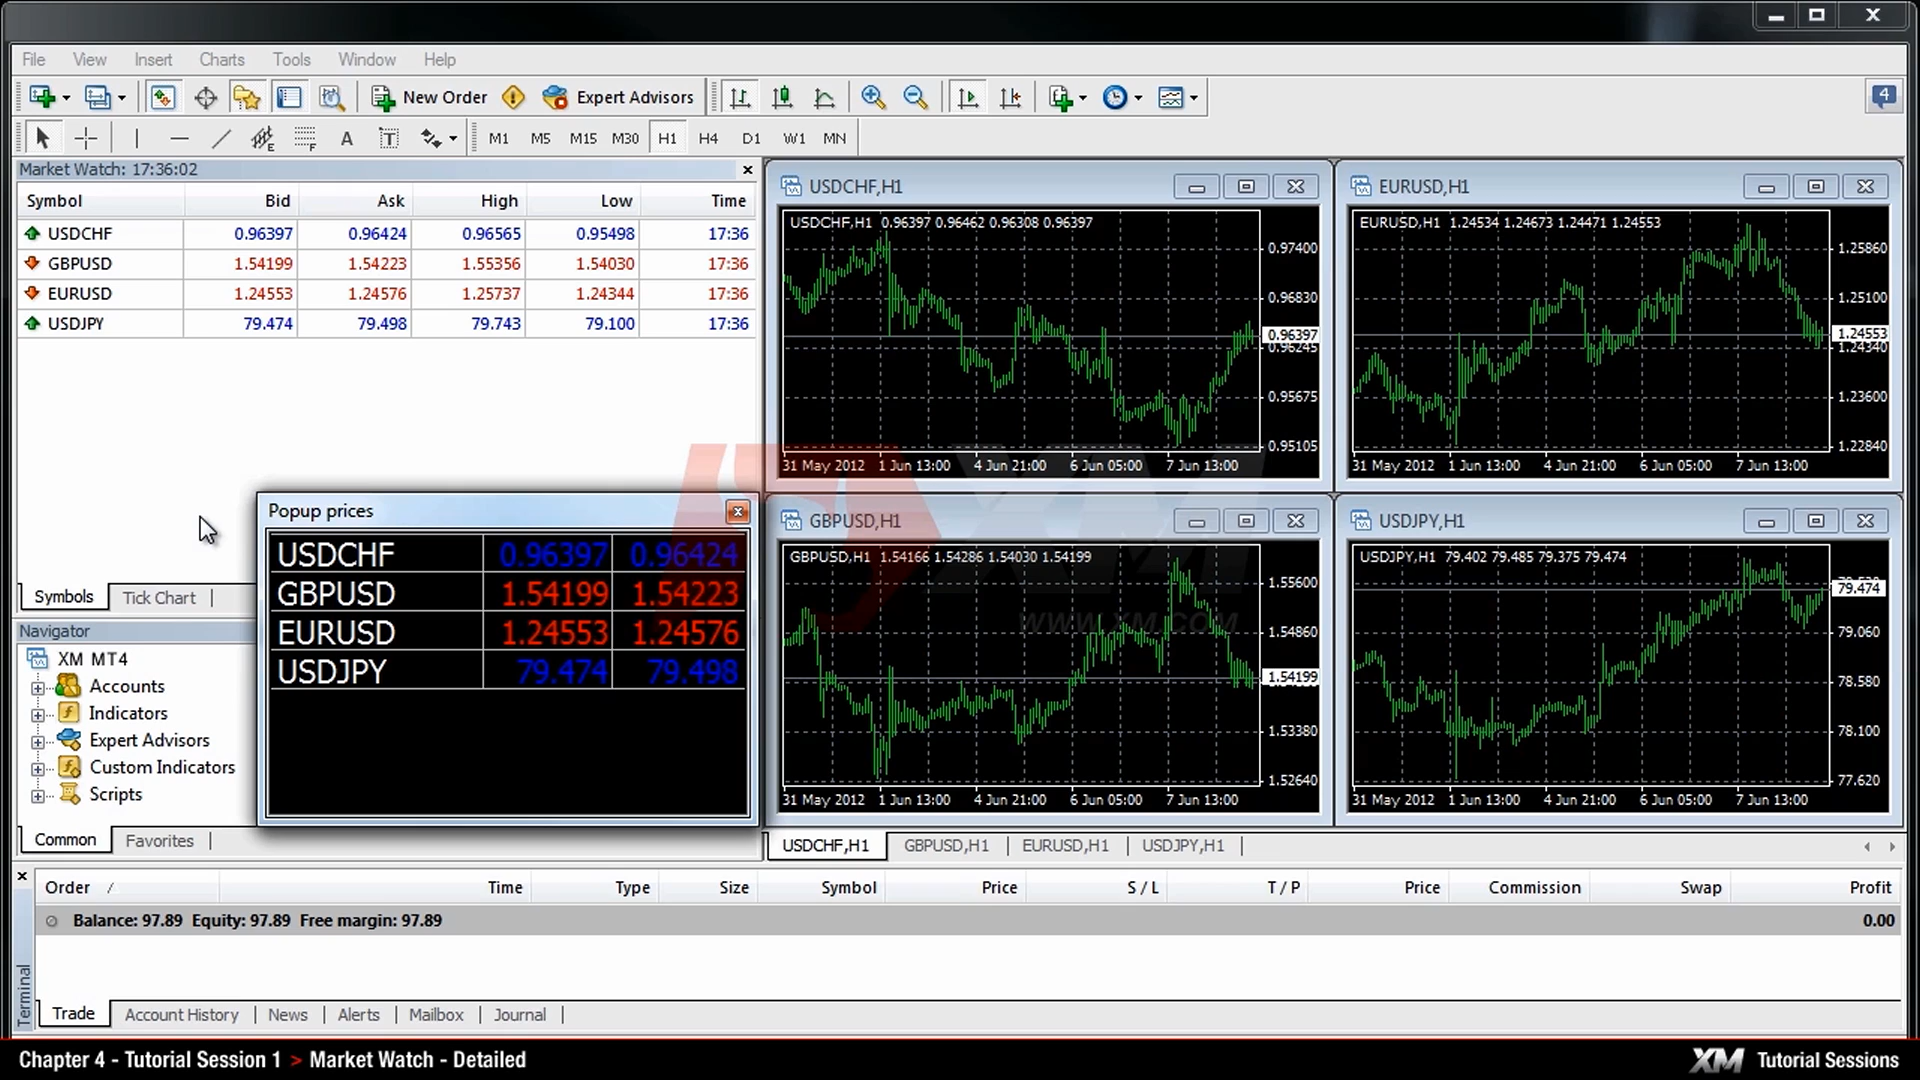 File View Insert Charts Tools Window Help
New Order Expert Advisors 4
A T M1 M5 M15 M30 H1 H4 D1 W1 MN
Market Watch: 17:36:02
Symbol Bid Ask High Low Time
USDCHF 0.96397 0.96424 0.96565 0.95498 17:36
GBPUSD 1.54199 1.54223 1.55356 1.54030 17:36
EURUSD 1.24553 1.24576 1.25737 1.24344 17:36
USDJPY 79.474 79.498 79.743 79.100 17:36
Symbols Tick Chart
Popup prices
USDCHF 0.96397 0.96424
GBPUSD 1.54199 1.54223
EURUSD 1.24553 1.24576
USDJPY 79.474 79.498
Navigator
XM MT4
Accounts
Indicators
Expert Advisors
Custom Indicators
Scripts
Common Favorites
USDCHF,H1
USDCHF,H1 0.96397 0.96462 0.96308 0.96397
0.97400
0.96830
0.96397
0.96245
0.95675
0.95105
31 May 2012 1 Jun 13:00 4 Jun 21:00 6 Jun 05:00 7 Jun 13:00
EURUSD,H1
EURUSD,H1 1.24534 1.24673 1.24471 1.24553
1.25860
1.25100
1.24553
1.24340
1.23600
1.22840
31 May 2012 1 Jun 13:00 4 Jun 21:00 6 Jun 05:00 7 Jun 13:00
GBPUSD,H1
GBPUSD,H1 1.54166 1.54286 1.54030 1.54199
1.55600
1.54860
1.54199
1.53380
1.52640
31 May 2012 1 Jun 13:00 4 Jun 21:00 6 Jun 05:00 7 Jun 13:00
USDJPY,H1
USDJPY,H1 79.402 79.485 79.375 79.474
79.474
79.060
78.580
78.100
77.620
31 May 2012 1 Jun 13:00 4 Jun 21:00 6 Jun 05:00 7 Jun 13:00
XM
WWW.XM.COM
USDCHF,H1 GBPUSD,H1 EURUSD,H1 USDJPY,H1
Order / Time Type Size Symbol Price S / L T / P Price Commission Swap Profit
Balance: 97.89 Equity: 97.89 Free margin: 97.89 0.00
Terminal
Trade Account History News Alerts Mailbox Journal
Chapter 4 - Tutorial Session 1 > Market Watch - Detailed
XM Tutorial Sessions